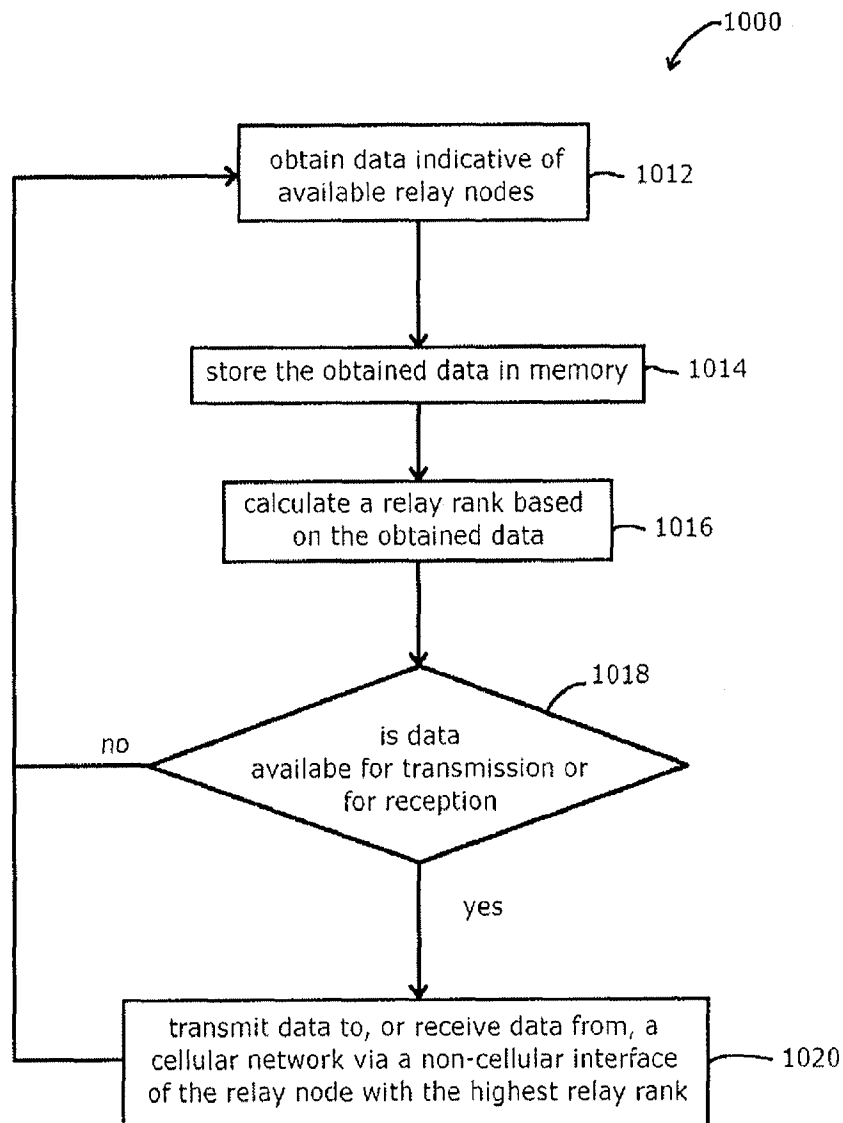 1000
obtain data indicative of
available relay nodes
1012
store the obtained data in memory
1014
calculate a relay rank based
on the obtained data
1016
1018
is data
availabe for transmission or
for reception
no
yes
transmit data to, or receive data from, a
cellular network via a non-cellular interface
of the relay node with the highest relay rank
1020